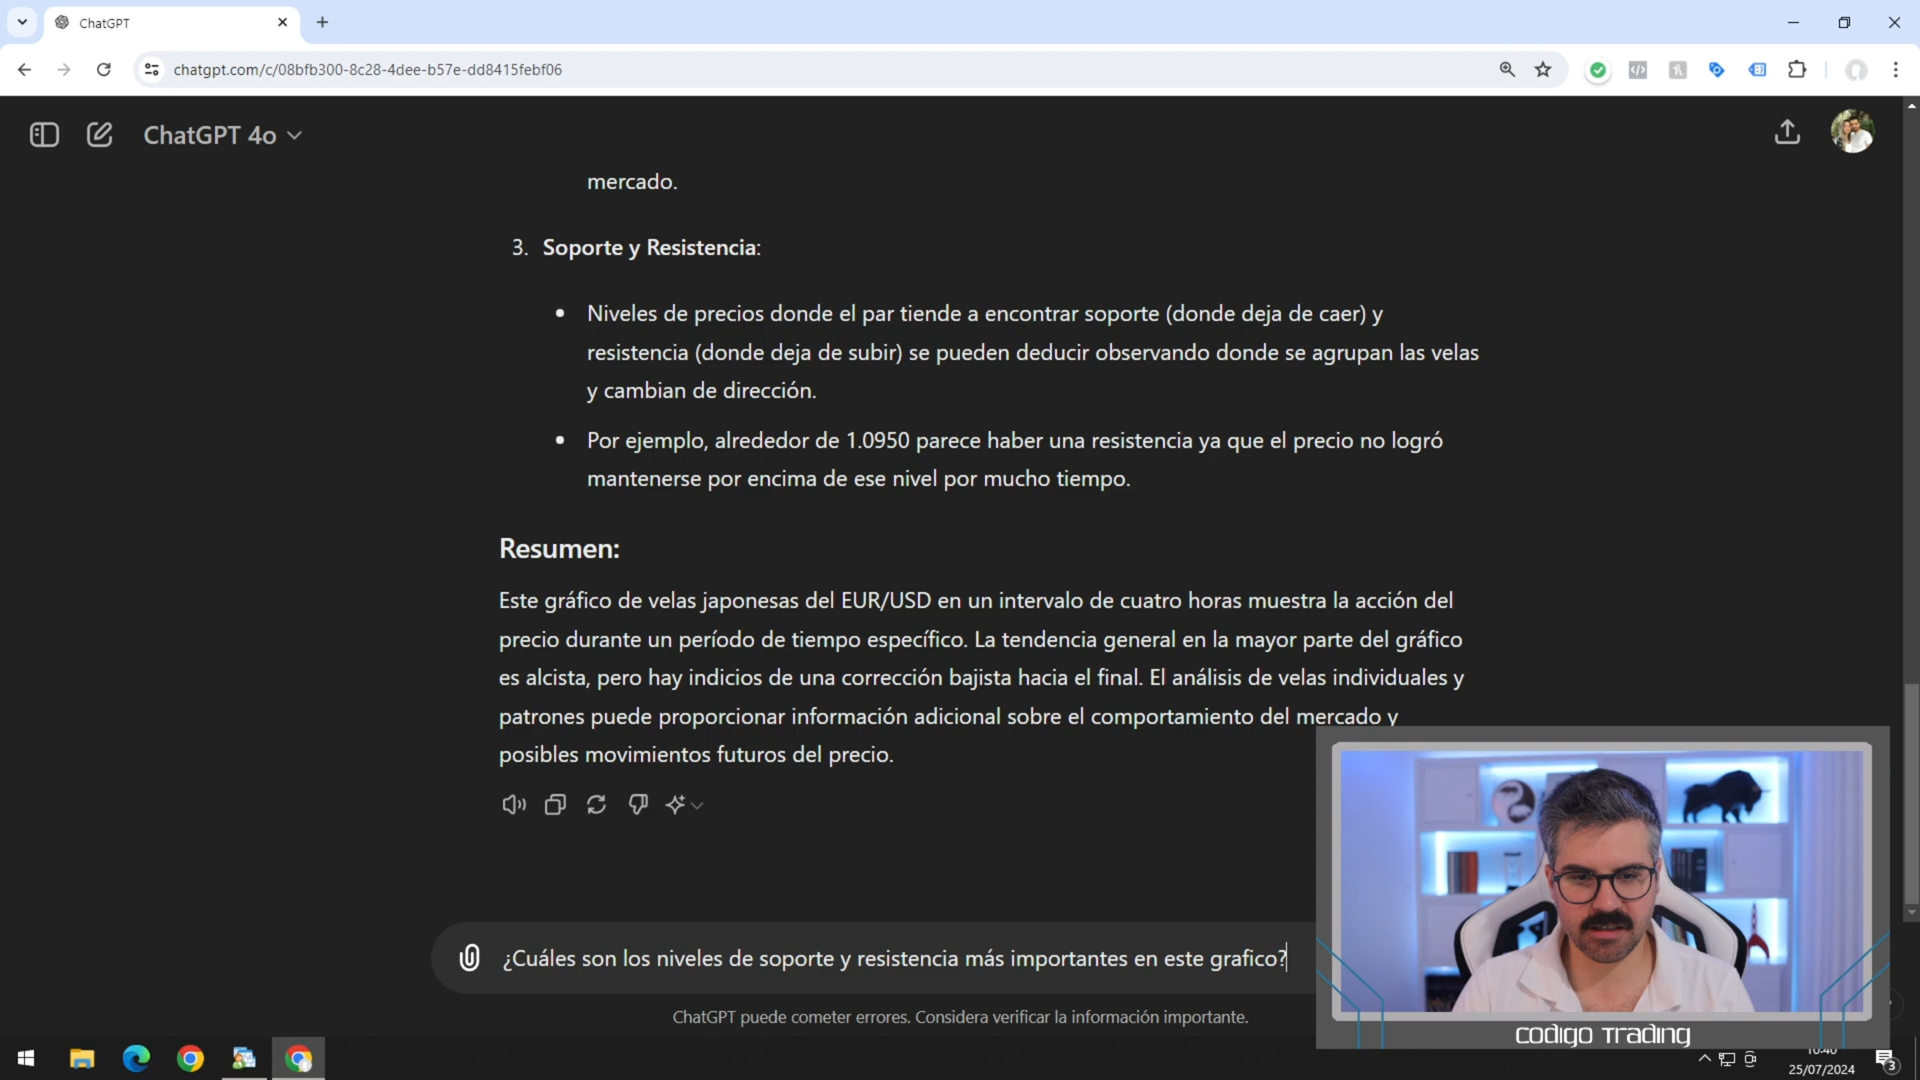 ChatGPT
chatgpt.com/c/08bfb300-8c28-4dee-b57e-dd8415febf06
ChatGPT 4o
mercado.
3. Soporte y Resistencia:
• Niveles de precios donde el par tiende a encontrar soporte (donde deja de caer) y
resistencia (donde deja de subir) se pueden deducir observando donde se agrupan las velas
y cambian de dirección.
• Por ejemplo, alrededor de 1.0950 parece haber una resistencia ya que el precio no logró
mantenerse por encima de ese nivel por mucho tiempo.
Resumen:
Este gráfico de velas japonesas del EUR/USD en un intervalo de cuatro horas muestra la acción del
precio durante un período de tiempo específico. La tendencia general en la mayor parte del gráfico
es alcista, pero hay indicios de una corrección bajista hacia el final. El análisis de velas individuales y
patrones puede proporcionar información adicional sobre el comportamiento del mercado y
posibles movimientos futuros del precio.
¿Cuáles son los niveles de soporte y resistencia más importantes en este grafico?
ChatGPT puede cometer errores. Considera verificar la información importante.
CODIGO TRADING
10:40
25/07/2024
3